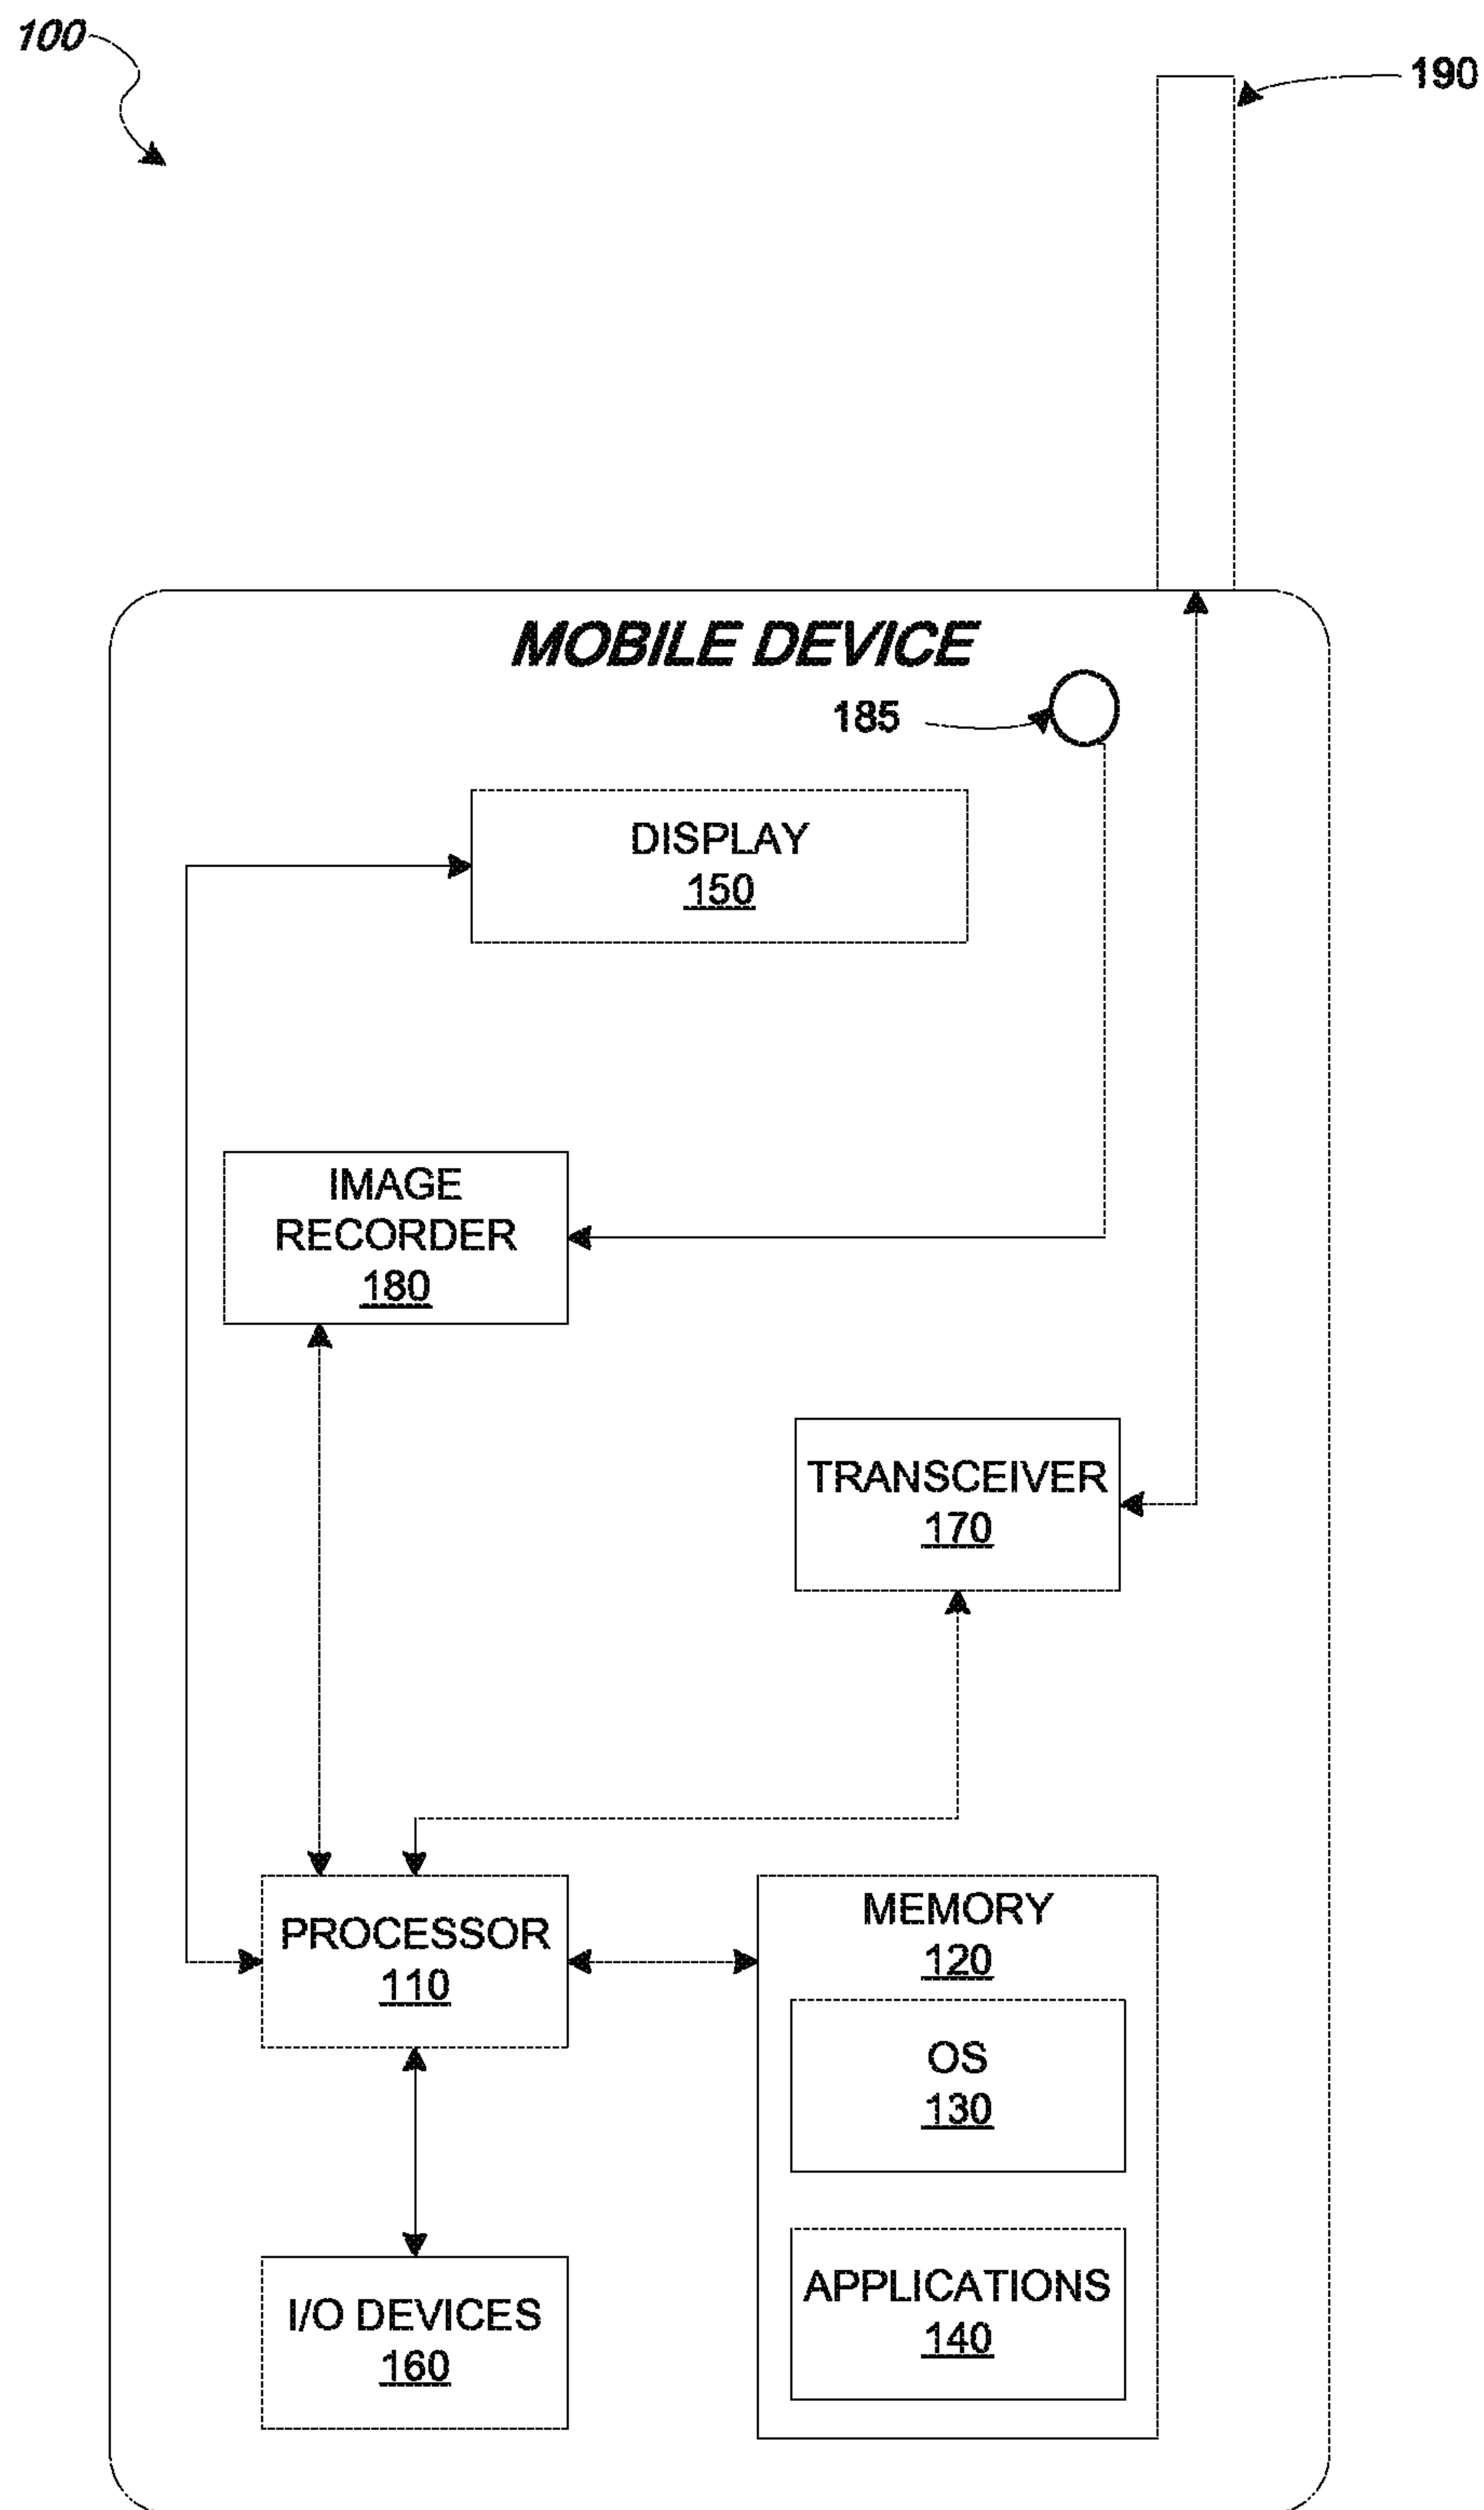 100
190
MOBILE DEVICE
185
DISPLAY
150
IMAGE
RECORDER
180
TRANSCEIVER
170
PROCESSOR
110
MEMORY
120
OS
130
APPLICATIONS
140
I/O DEVICES
160